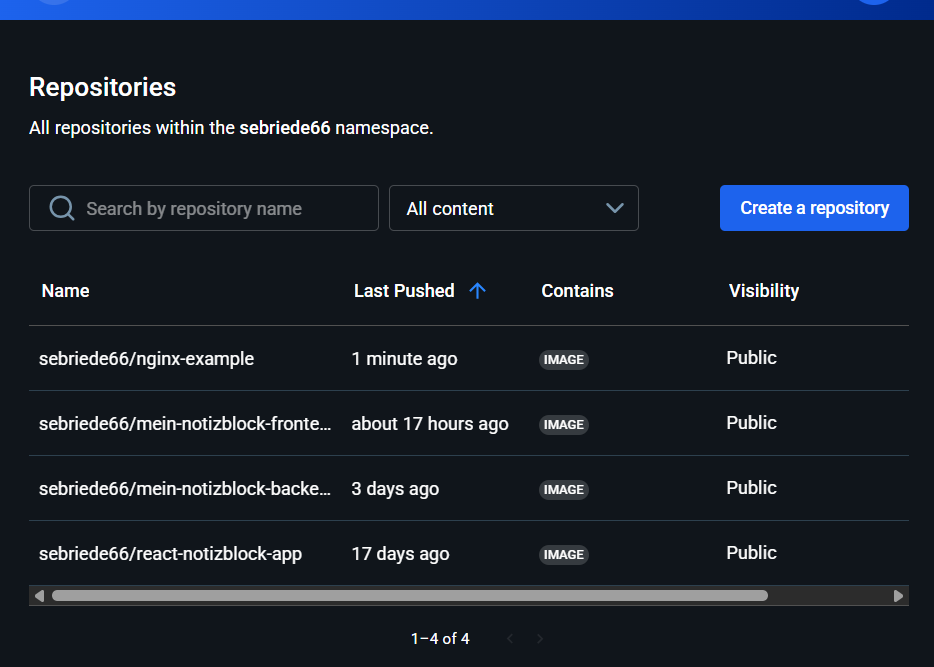 Repositories
All repositories within the sebriede66 namespace.
Search by repository name
All content
Create a repository
Name Last Pushed Contains Visibility
sebriede66/nginx-example 1 minute ago IMAGE Public
sebriede66/mein-notizblock-fronte... about 17 hours ago IMAGE Public
sebriede66/mein-notizblock-backe... 3 days ago IMAGE Public
sebriede66/react-notizblock-app 17 days ago IMAGE Public
1–4 of 4